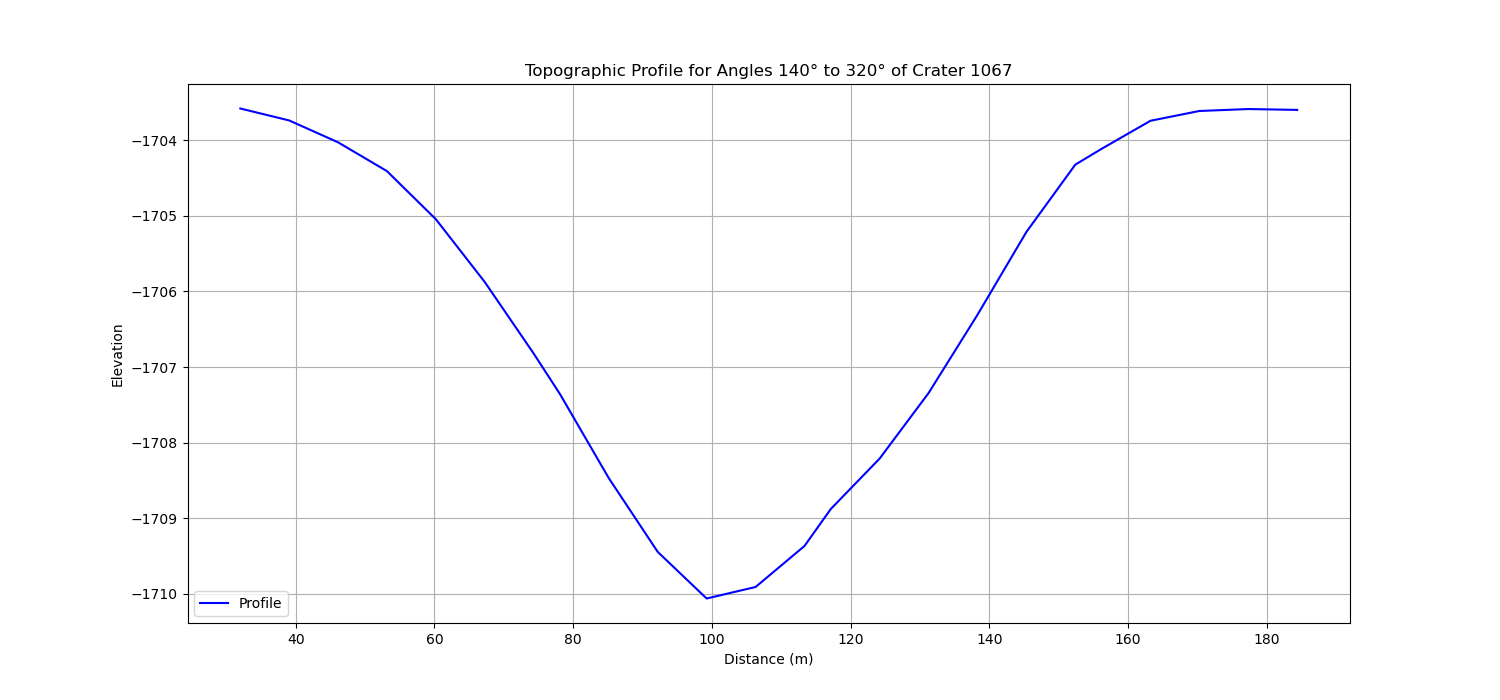 Topographic Profile for Angles 140° to 320° of Crater 1067
Elevation
−1704
−1705
−1706
−1707
−1708
−1709
−1710
Profile
40 60 80 100 120 140 160 180
Distance (m)